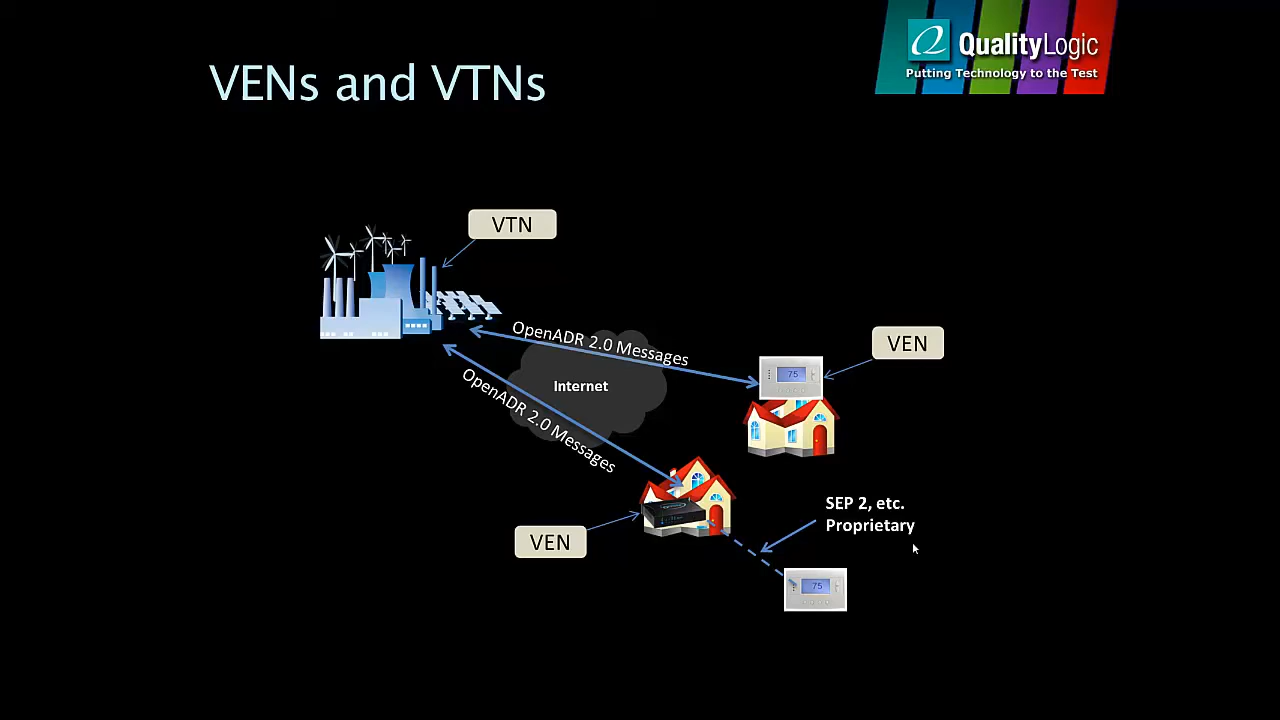 VENs and VTNs
QualityLogic
Putting Technology to the Test
VTN
OpenADR 2.0 Messages
VEN
Internet
75
OpenADR 2.0 Messages
SEP 2, etc.
Proprietary
VEN
75